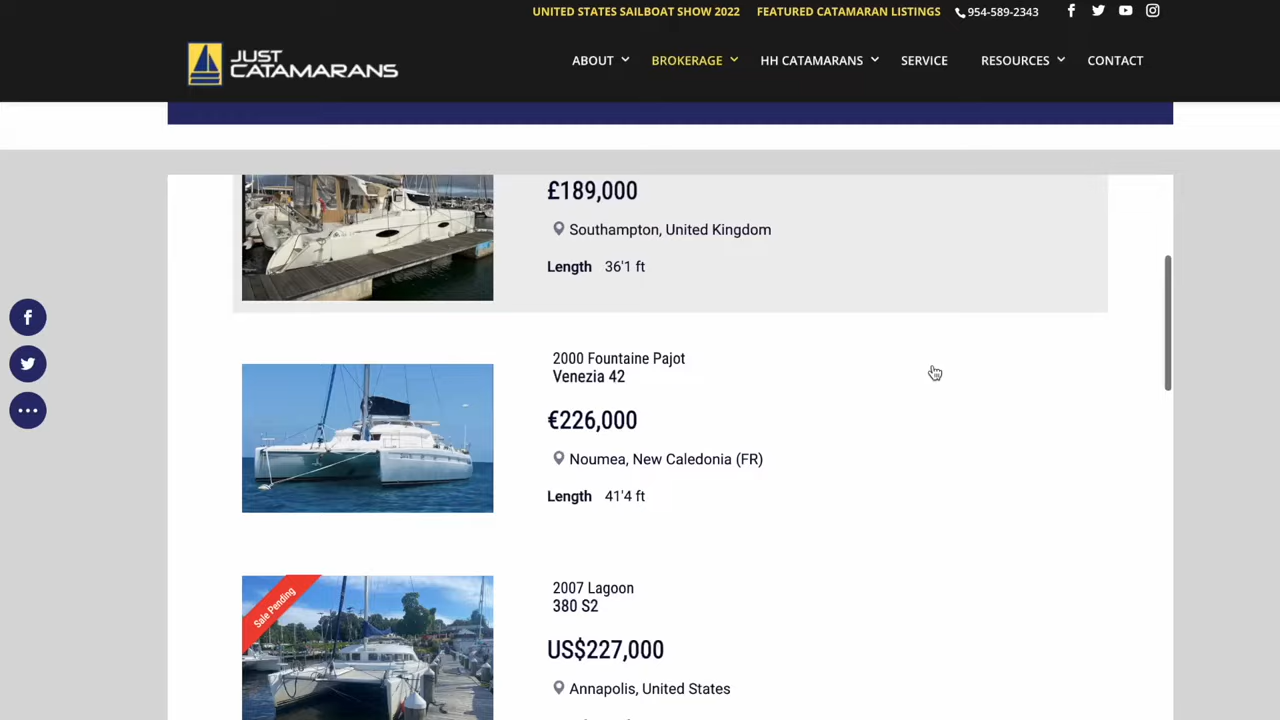 UNITED STATES SAILBOAT SHOW 2022 FEATURED CATAMARAN LISTINGS 954-589-2343
JUST
CATAMARANS
ABOUT BROKERAGE HH CATAMARANS SERVICE RESOURCES CONTACT
£189,000
Southampton, United Kingdom
Length 36'1 ft
2000 Fountaine Pajot
Venezia 42
€226,000
Noumea, New Caledonia (FR)
Length 41'4 ft
Sale Pending
2007 Lagoon
380 S2
US$227,000
Annapolis, United States